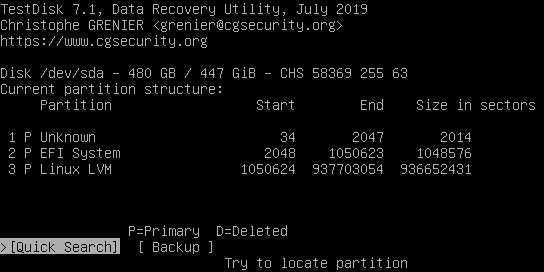 TestDisk 7.1, Data Recovery Utility, July 2019
Christophe GRENIER <grenier@cgsecurity.org>
https://www.cgsecurity.org
Disk /dev/sda - 480 GB / 447 GiB - CHS 58369 255 63
Current partition structure:
Partition Start End Size in sectors
1 P Unknown 34 2047 2014
2 P EFI System 2048 1050623 1048576
3 P Linux LVM 1050624 937703054 936652431
P=Primary D=Deleted
>[Quick Search] [ Backup ]
Try to locate partition